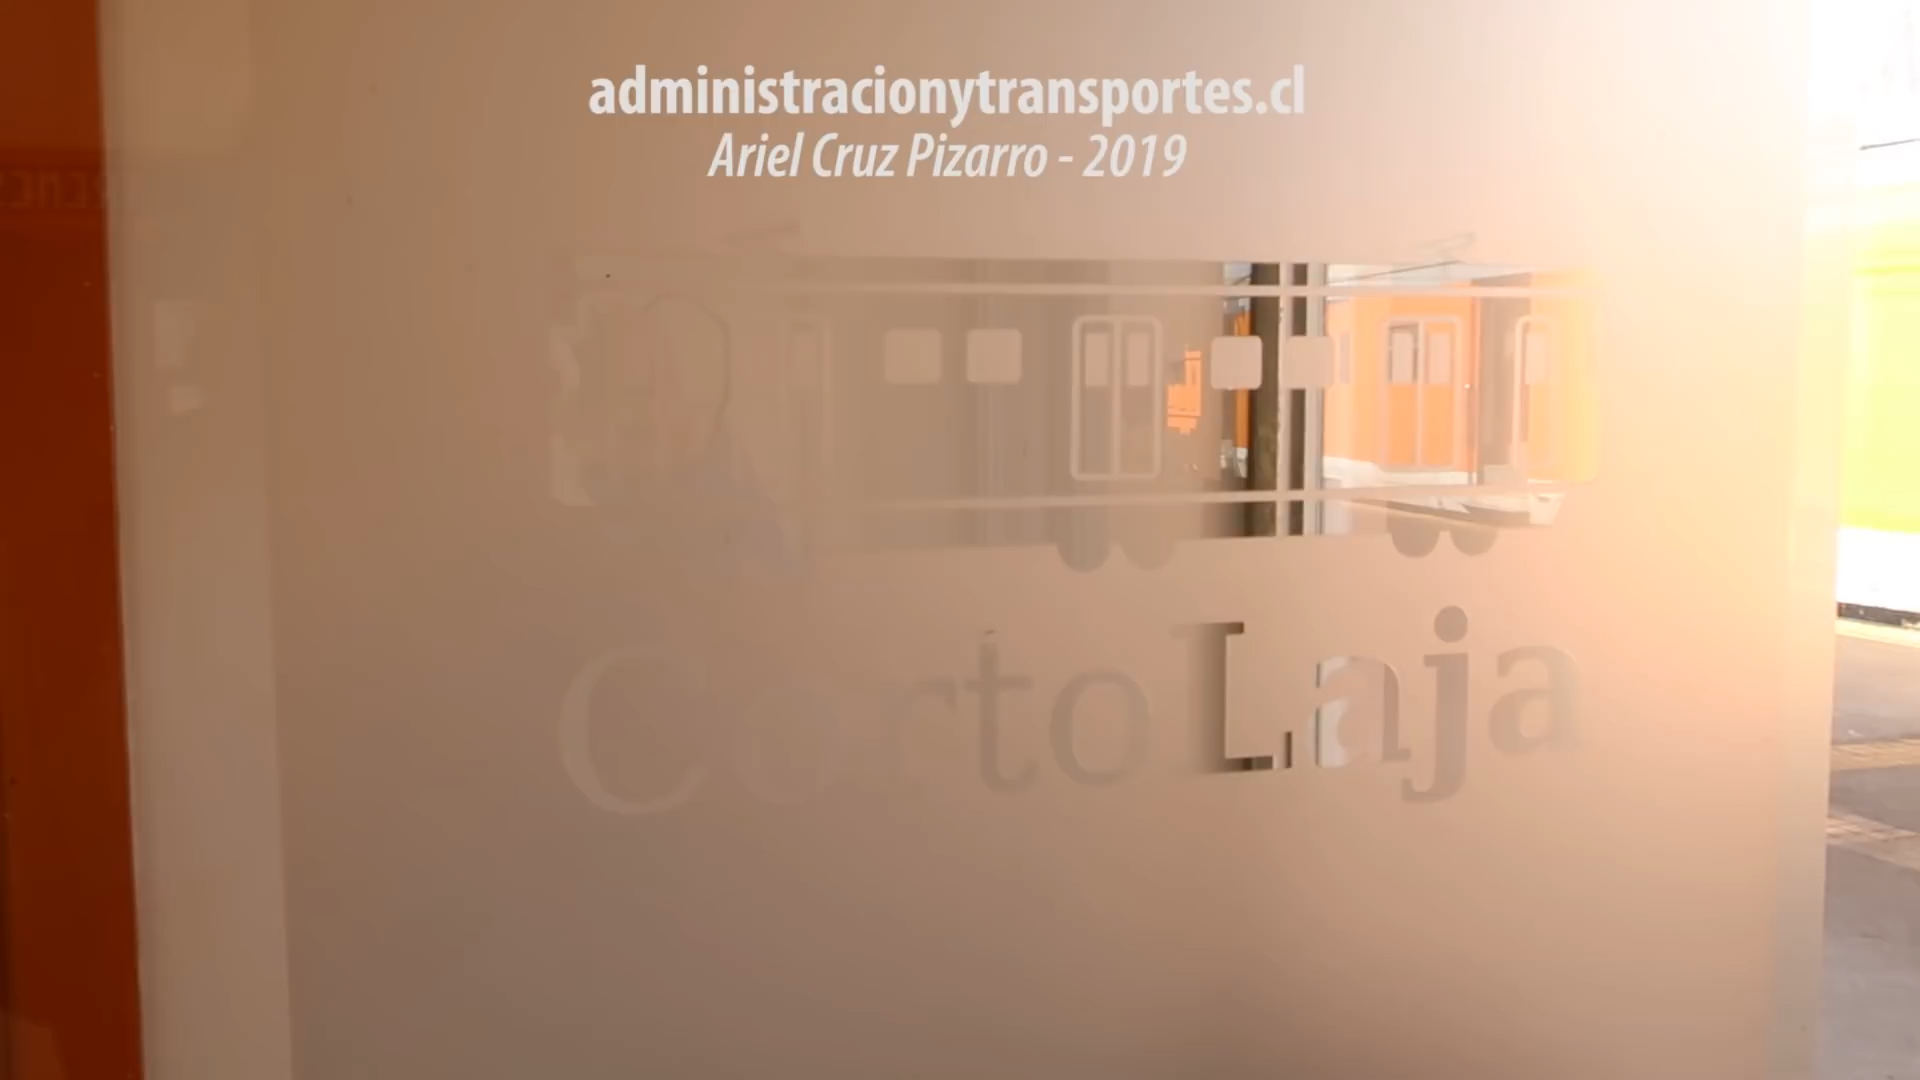 administracionytransportes.cl
Ariel Cruz Pizarro - 2019
CortoLaja